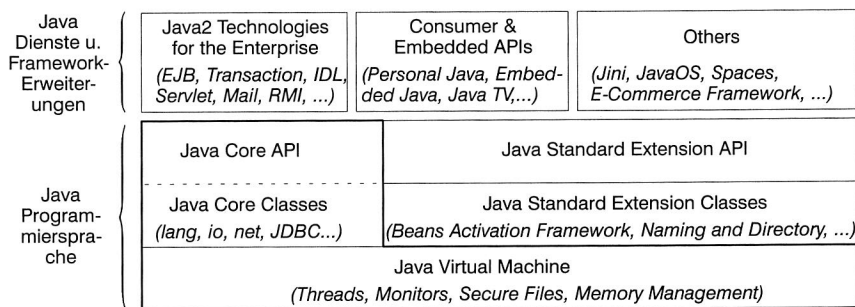 Java
Dienste u.
Framework-
Erweiter-
ungen
Java2 Technologies
for the Enterprise
(EJB, Transaction, IDL,
Servlet, Mail, RMI, ...)
Consumer &
Embedded APIs
(Personal Java, Embed-
ded Java, Java TV,...)
Others
(Jini, JavaOS, Spaces,
E-Commerce Framework, ...)
Java
Program-
miersprache-
che
Java Core API
Java Standard Extension API
Java Core Classes
(lang, io, net, JDBC...)
Java Standard Extension Classes
(Beans Activation Framework, Naming and Directory, ...)
Java Virtual Machine
(Threads, Monitors, Secure Files, Memory Management)